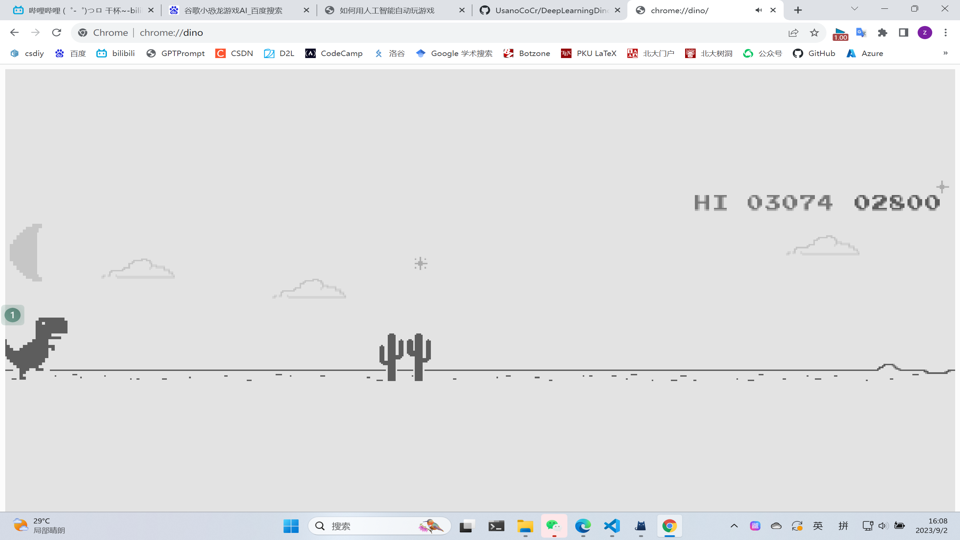 哔哩哔哩 (゜-゜)つロ 干杯~-bili
谷歌小恐龙游戏AI_百度搜索
如何用人工智能自动玩游戏
UsanoCoCr/DeepLearningDino
chrome://dino/
Chrome | chrome://dino
1.00
z
csdiy
百度
bilibili
GPTPrompt
CSDN
D2L
CodeCamp
洛谷
Google 学术搜索
Botzone
PKU LaTeX
北大门户
北大树洞
公众号
GitHub
Azure
»
HI 03074 02800
1
29°C
局部晴朗
搜索
英
拼
16:08
2023/9/2